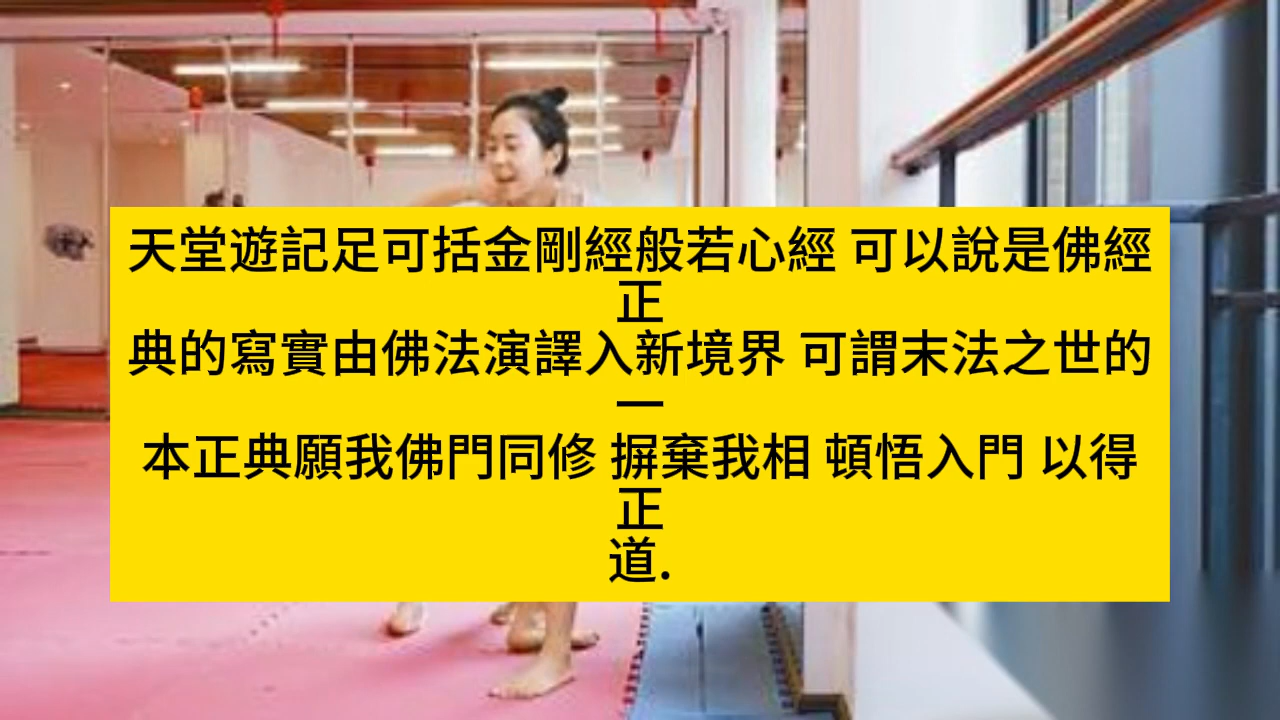 天堂遊記足可括金剛經般若心經 可以說是佛經
正
典的寫實由佛法演譯入新境界 可謂末法之世的
一
本正典願我佛門同修 摒棄我相 頓悟入門 以得
正
道.